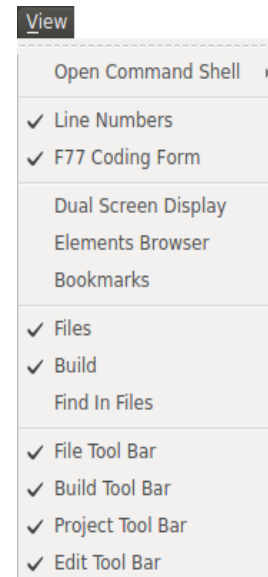 View
Open Command Shell
Line Numbers
F77 Coding Form
Dual Screen Display
Elements Browser
Bookmarks
Files
Build
Find In Files
File Tool Bar
Build Tool Bar
Project Tool Bar
Edit Tool Bar